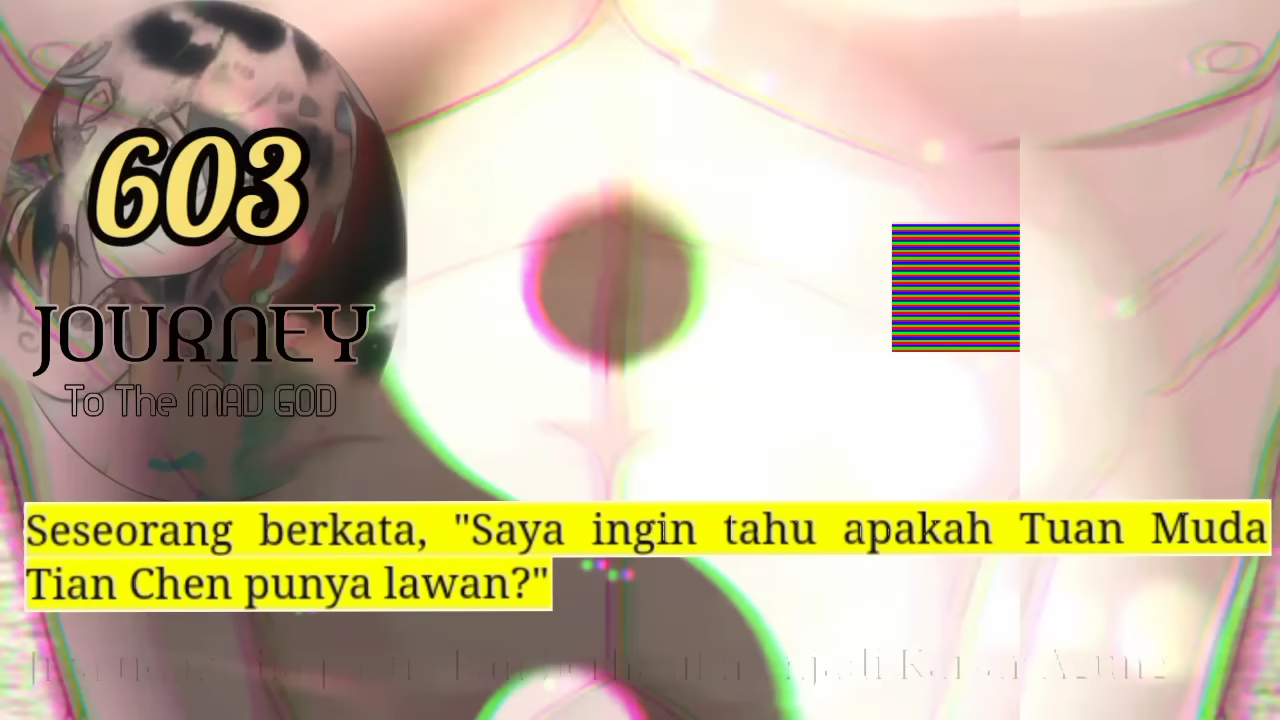 603
JOURNEY
To The MAD GOD
Seseorang berkata, "Saya ingin tahu apakah Tuan Muda
Tian Chen punya lawan?"